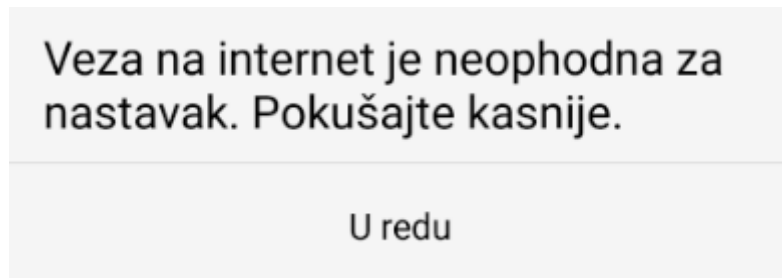 Veza na internet je neophodna za
nastavak. Pokušajte kasnije.
U redu